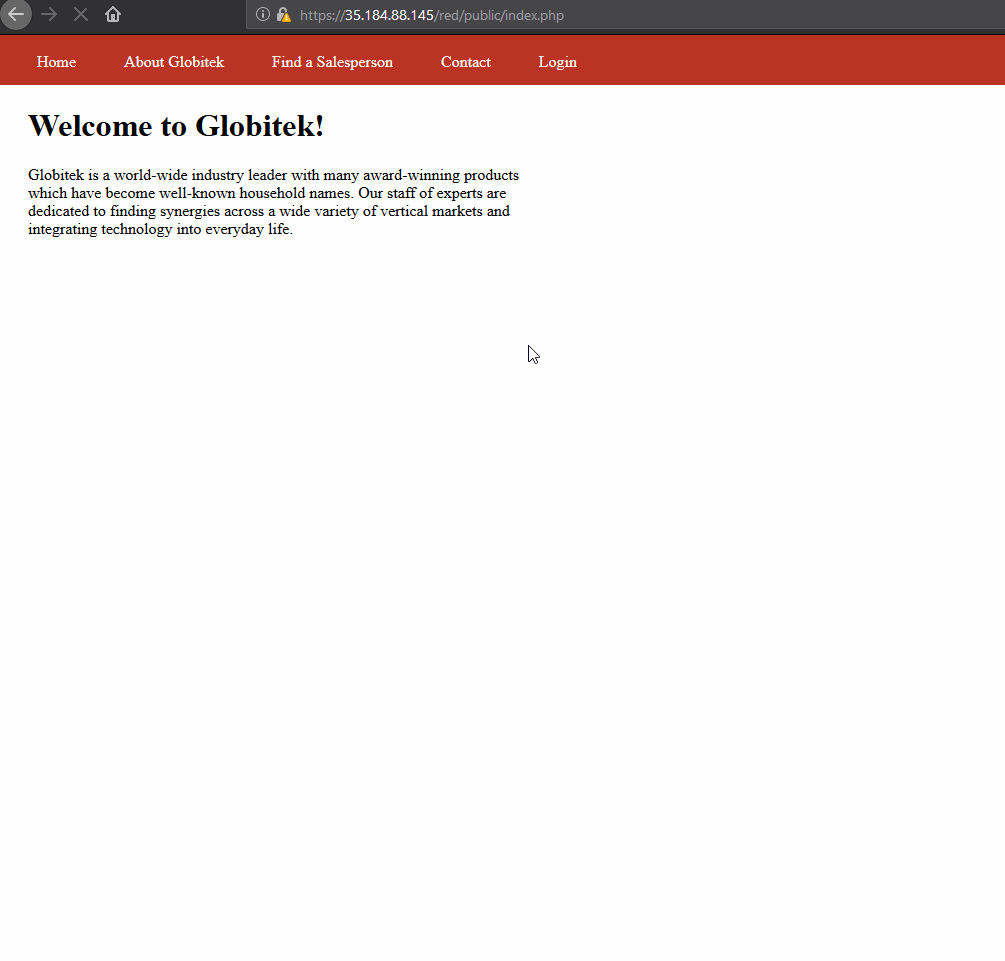 https://35.184.88.145/red/public/index.php
Home About Globitek Find a Salesperson Contact Login
Welcome to Globitek!
Globitek is a world-wide industry leader with many award-winning products
which have become well-known household names. Our staff of experts are
dedicated to finding synergies across a wide variety of vertical markets and
integrating technology into everyday life.